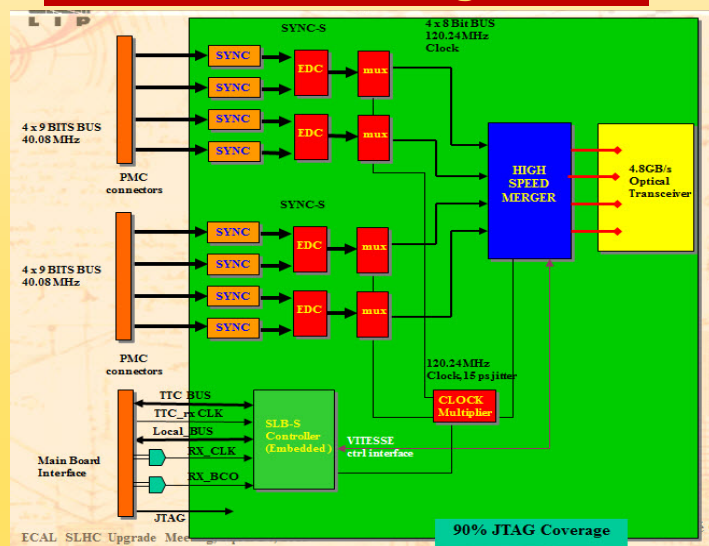 L I P
SYNC-S
4 x 8 Bit BUS
120.24MHz
Clock
SYNC
SYNC
EDC
mux
SYNC
SYNC
EDC
mux
4 x 9 BITS BUS
40.08 MHz
PMC
connectors
HIGH
SPEED
MERGER
4.8GB/s
Optical
Transceiver
SYNC-S
SYNC
SYNC
EDC
mux
SYNC
SYNC
EDC
mux
4 x 9 BITS BUS
40.08 MHz
PMC
connectors
120.24MHz
Clock,15 psjitter
CLOCK
Multiplier
TTC BUS
TTC_rx CLK
Local_BUS
RX_CLK
RX_BCO
JTAG
Main Board
Interface
SLB-S
Controller
(Embedded )
VITESSE
ctrl interface
90% JTAG Coverage
ECAL SLHC Upgrade